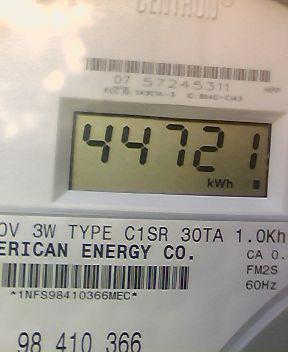 CENTRON®
07 57245311
44721
kWh
0V 3W TYPE C1SR 30TA 1.0Kh
ERICAN ENERGY CO. CA 0.
FM2S
*1NFS98410366MEC* 60Hz
98 410 366